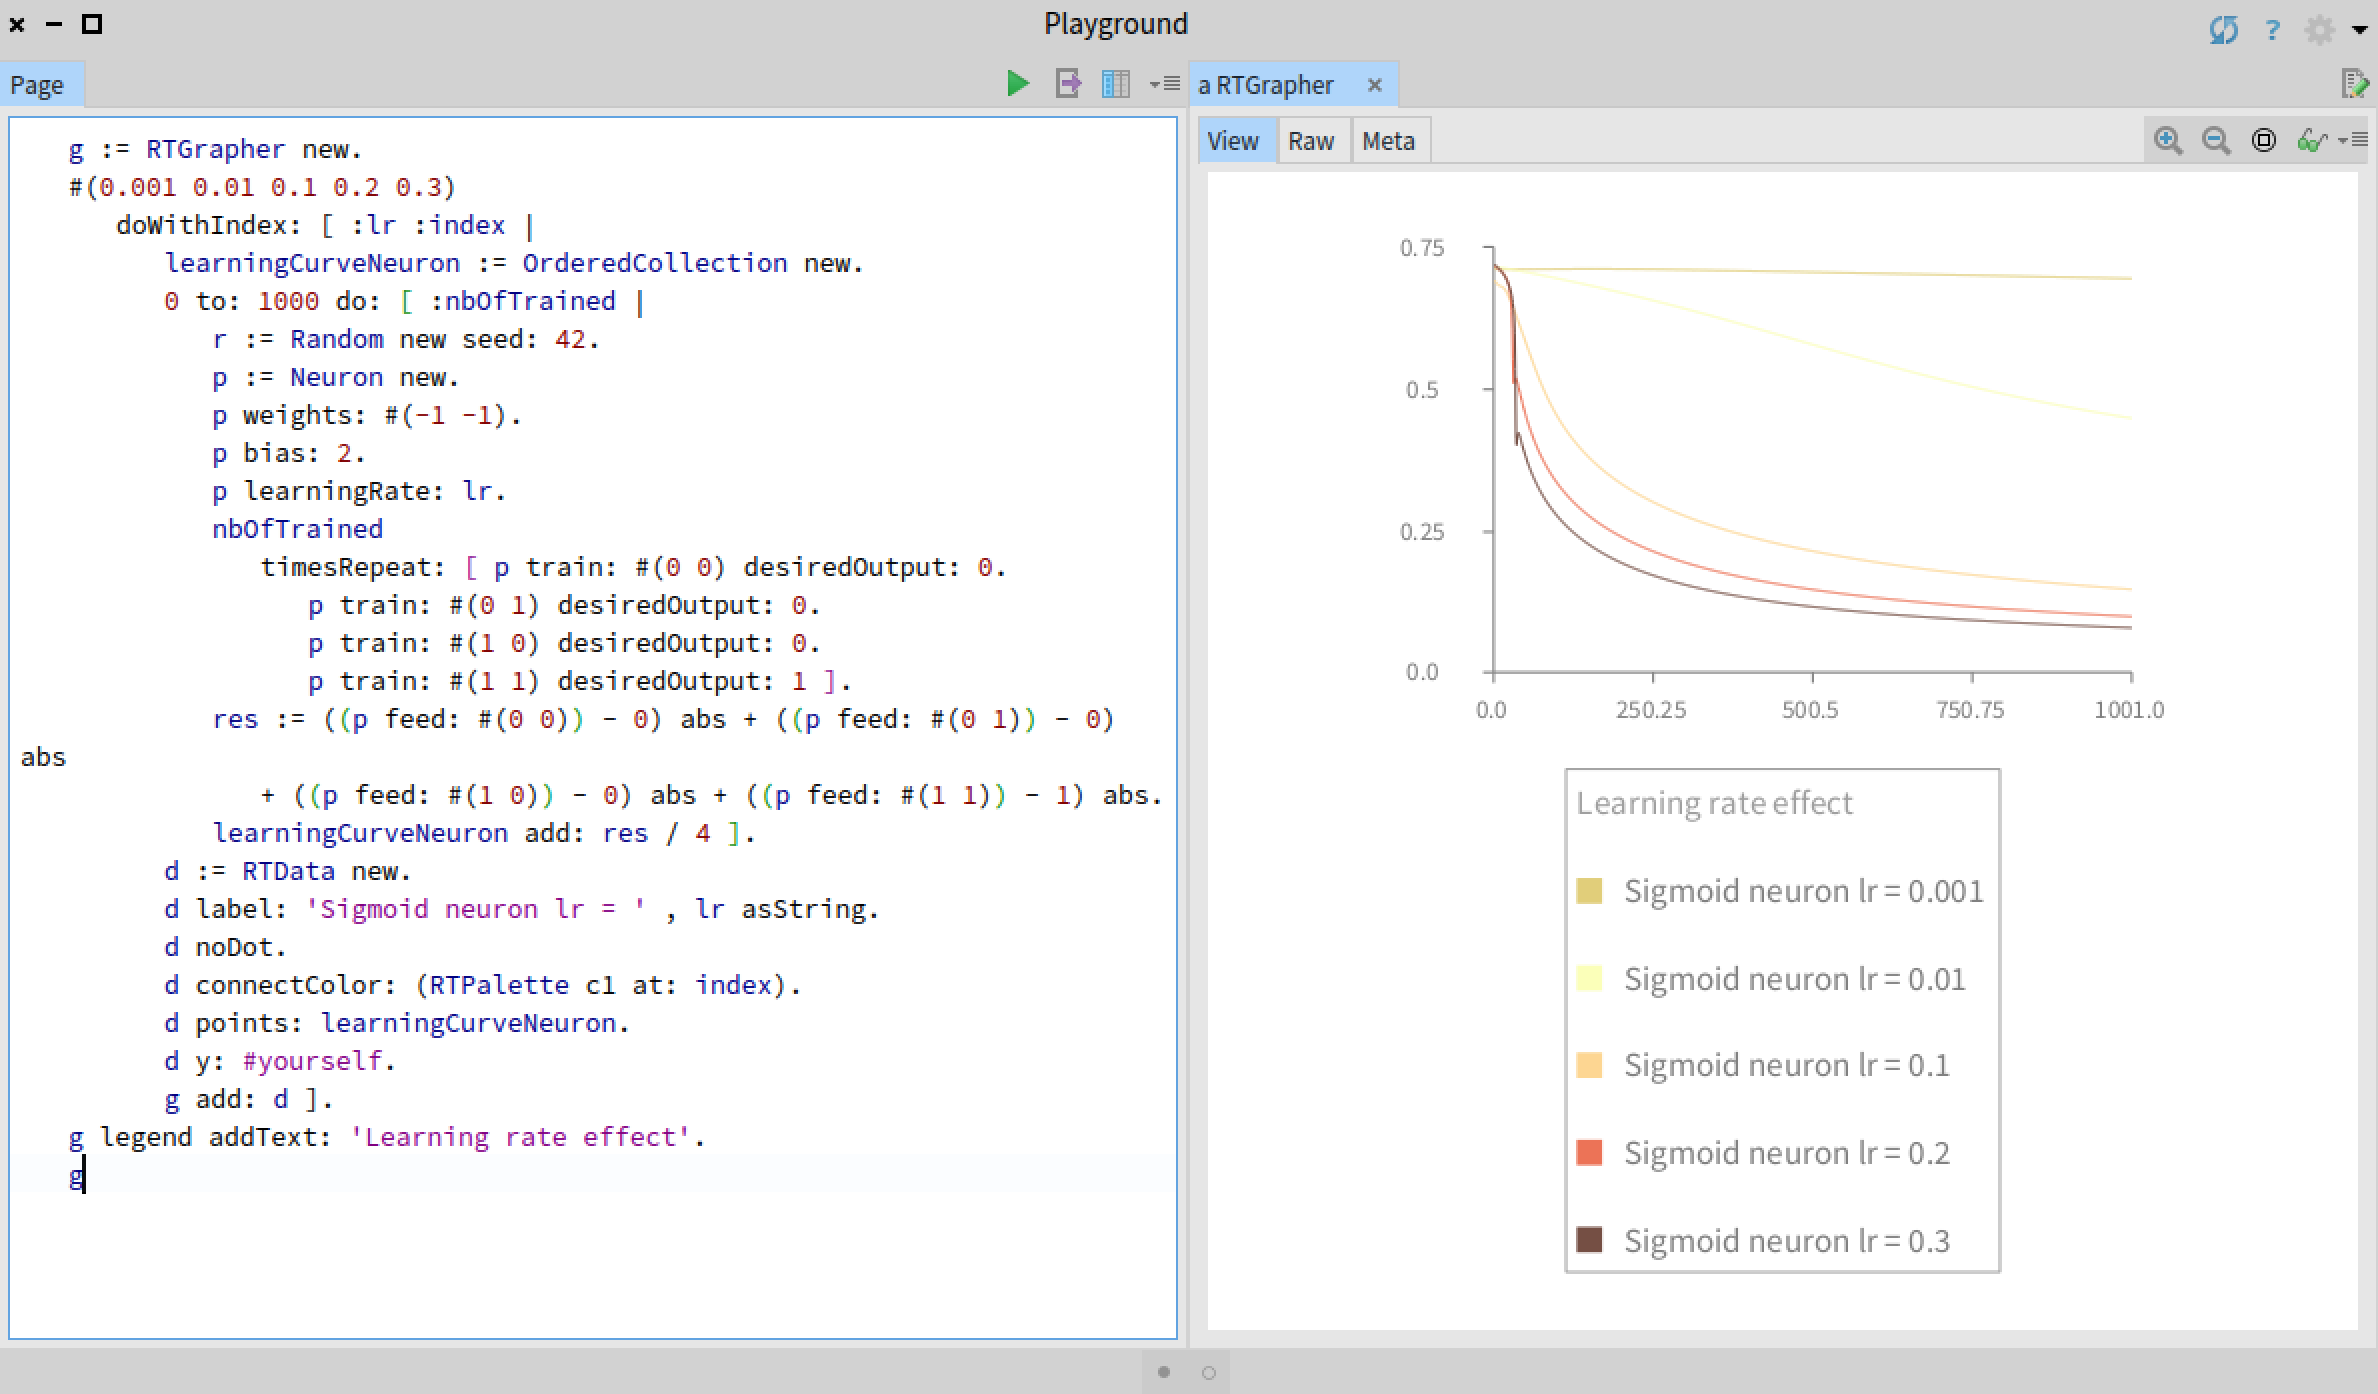 Playground
?
Page
a RTGrapher
View Raw Meta
g := RTGrapher new.
#(0.001 0.01 0.1 0.2 0.3)
doWithIndex: [ :lr :index |
learningCurveNeuron := OrderedCollection new.
0 to: 1000 do: [ :nbOfTrained |
r := Random new seed: 42.
p := Neuron new.
p weights: #(-1 -1).
p bias: 2.
p learningRate: lr.
nbOfTrained
timesRepeat: [ p train: #(0 0) desiredOutput: 0.
p train: #(0 1) desiredOutput: 0.
p train: #(1 0) desiredOutput: 0.
p train: #(1 1) desiredOutput: 1 ].
res := ((p feed: #(0 0)) - 0) abs + ((p feed: #(0 1)) - 0)
abs
+ ((p feed: #(1 0)) - 0) abs + ((p feed: #(1 1)) - 1) abs.
learningCurveNeuron add: res / 4 ].
d := RTData new.
d label: 'Sigmoid neuron lr = ' , lr asString.
d noDot.
d connectColor: (RTPalette c1 at: index).
d points: learningCurveNeuron.
d y: #yourself.
g add: d ].
g legend addText: 'Learning rate effect'.
g
0.75
0.5
0.25
0.0
0.0 250.25 500.5 750.75 1001.0
Learning rate effect
Sigmoid neuron lr = 0.001
Sigmoid neuron lr = 0.01
Sigmoid neuron lr = 0.1
Sigmoid neuron lr = 0.2
Sigmoid neuron lr = 0.3